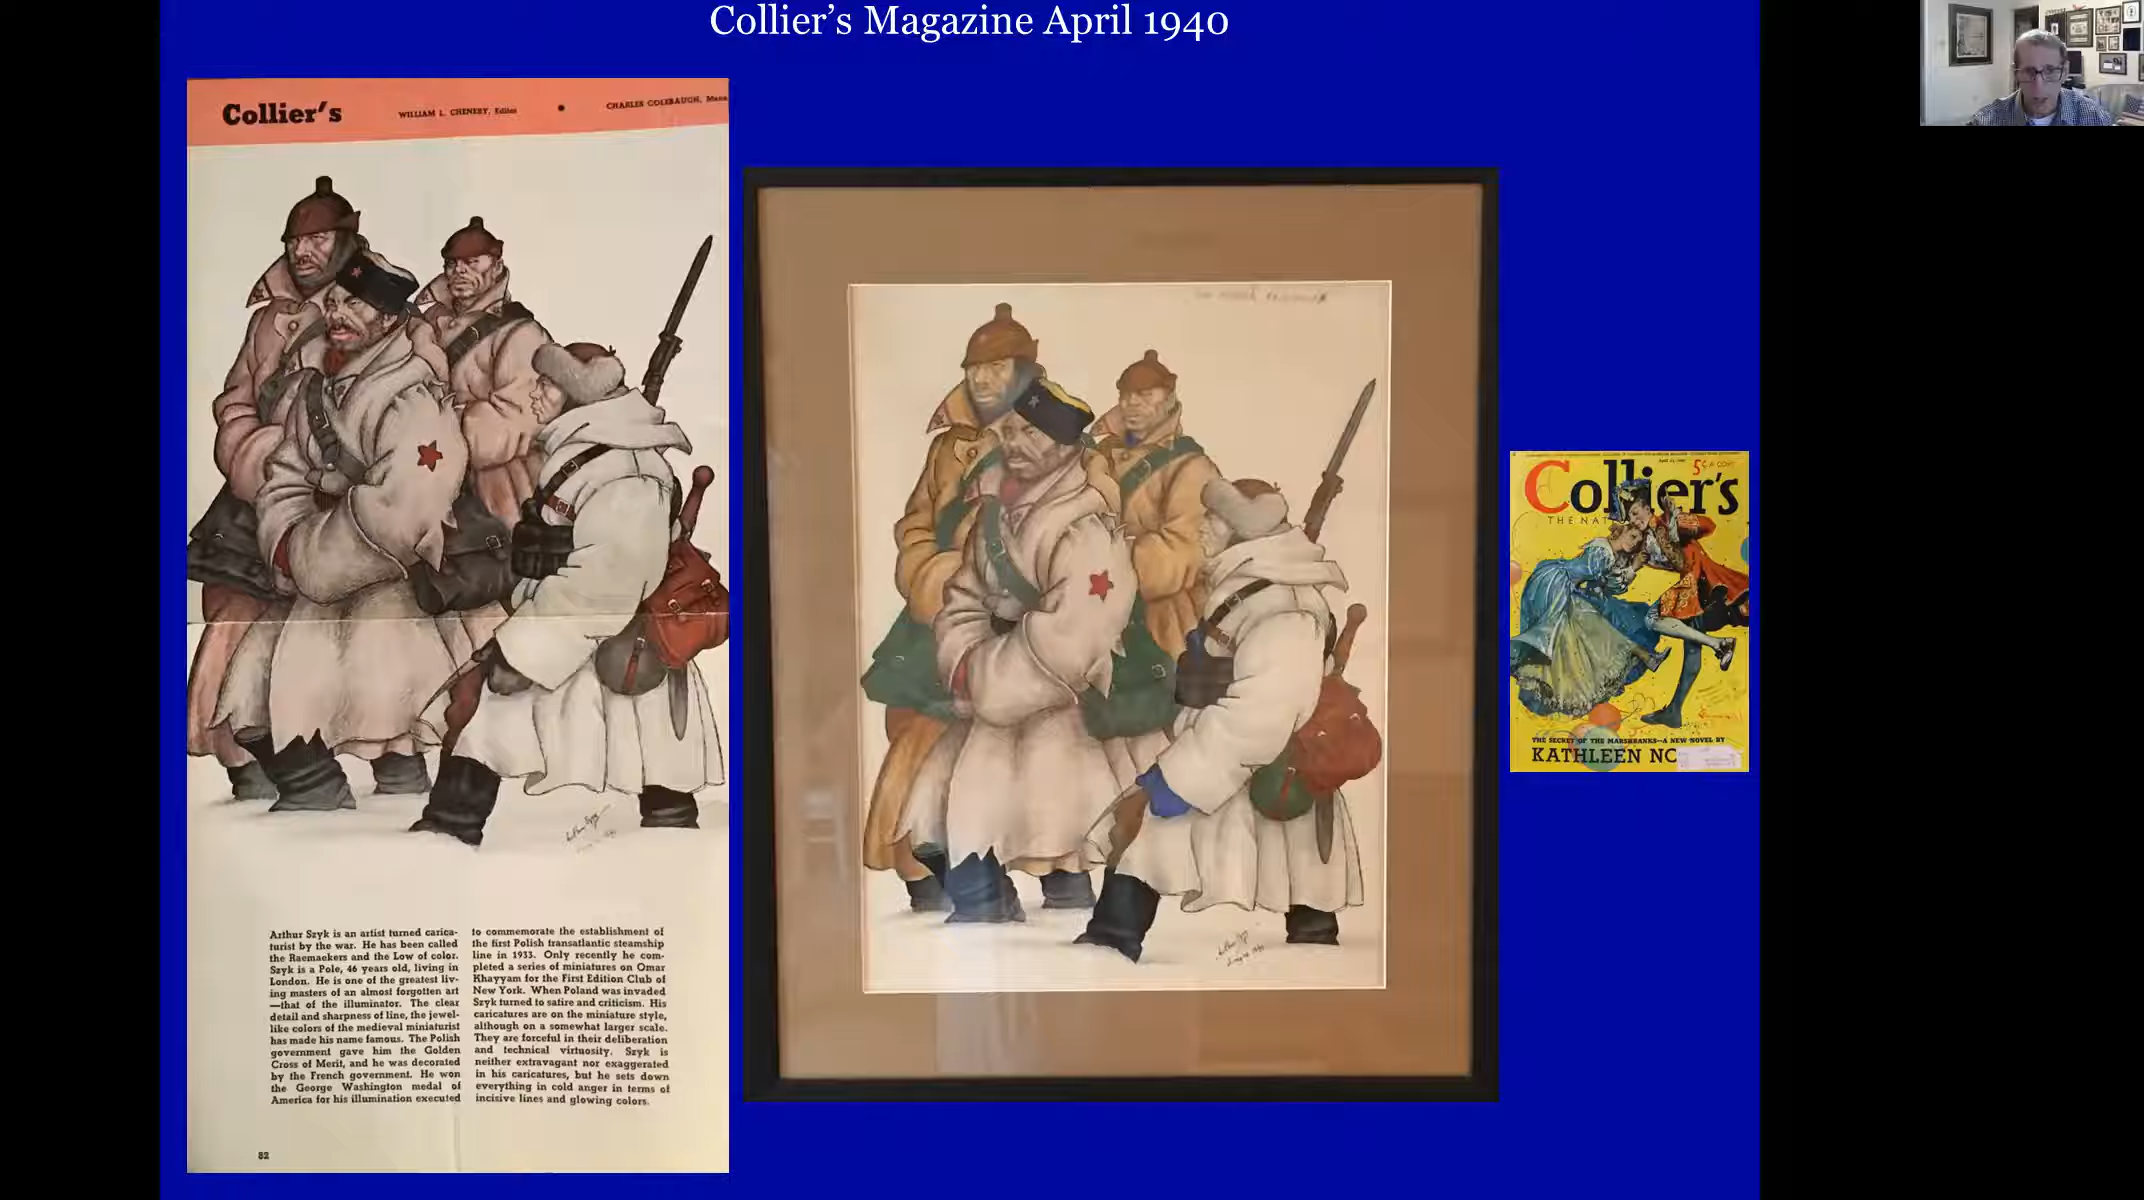 Collier's Magazine April 1940
Collier's
WILLIAM L. CHENERY, Editor
CHARLES COLEBAUGH, Mana
Arthur Szyk is an artist turned carica-
turist by the war. He has been called
the Raemaekers and the Low of color.
Szyk is a Pole, 46 years old, living in
London. He is one of the greatest liv-
ing masters of an almost forgotten art
—that of the illuminator. The clear
detail and sharpness of line, the jewel-
like colors of the medieval miniaturist
has made his name famous. The Polish
government gave him the Golden
Cross of Merit, and he was decorated
by the French government. He won
the George Washington medal of
America for his illumination executed
to commemorate the establishment of
the first Polish transatlantic steamship
line in 1933. Only recently he com-
pleted a series of miniatures on Omar
Khayyam for the First Edition Club of
New York. When Poland was invaded
Szyk turned to satire and criticism. His
caricatures are on the miniature style,
although on a somewhat larger scale.
They are forceful in their deliberation
and technical virtuosity. Szyk is
neither extravagant nor exaggerated
in his caricatures, but he sets down
everything in cold anger in terms of
incisive lines and glowing colors.
82
Arthur Szyk
Collier's
5¢ A COPY
THE NAT
THE SECRET OF THE MARSHBANKS—A NEW NOVEL BY
KATHLEEN NO